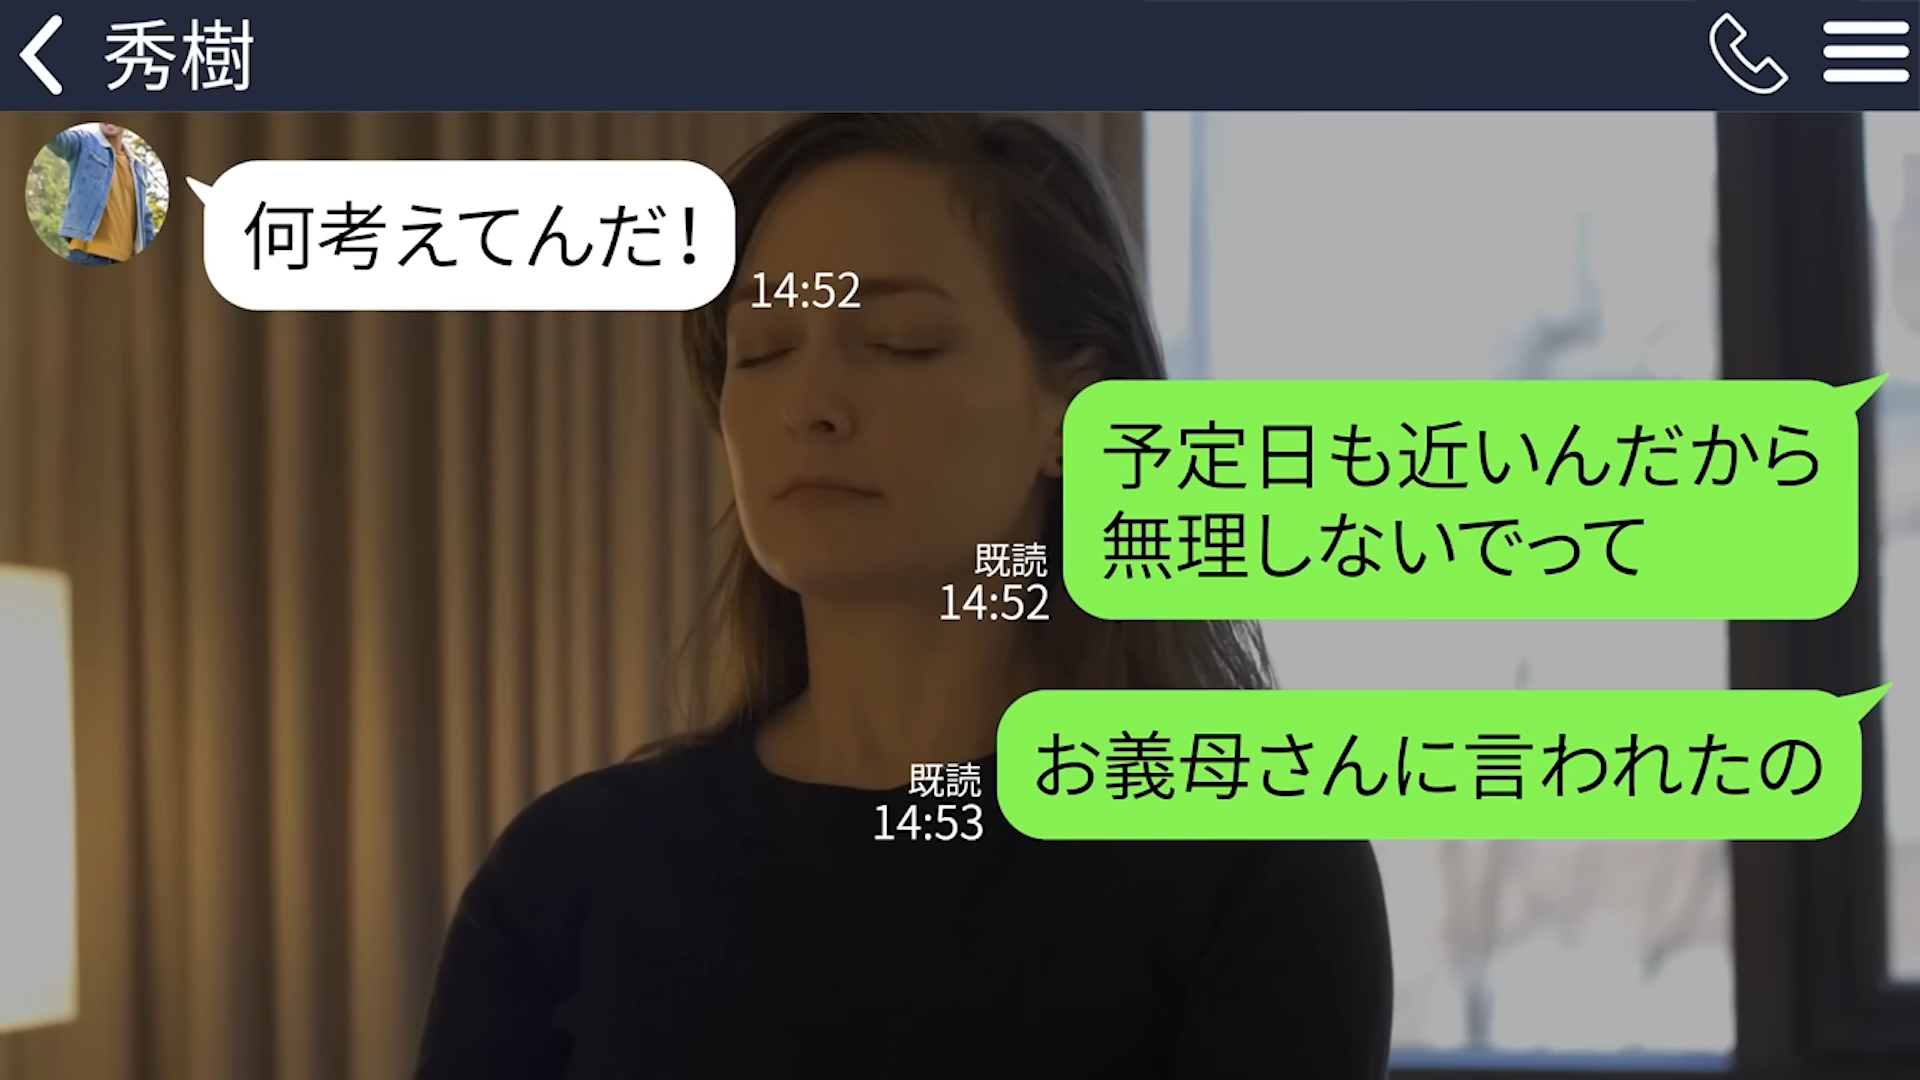 秀樹
何考えてんだ！
14:52
予定日も近いんだから
無理しないでって
既読
14:52
お義母さんに言われたの
既読
14:53